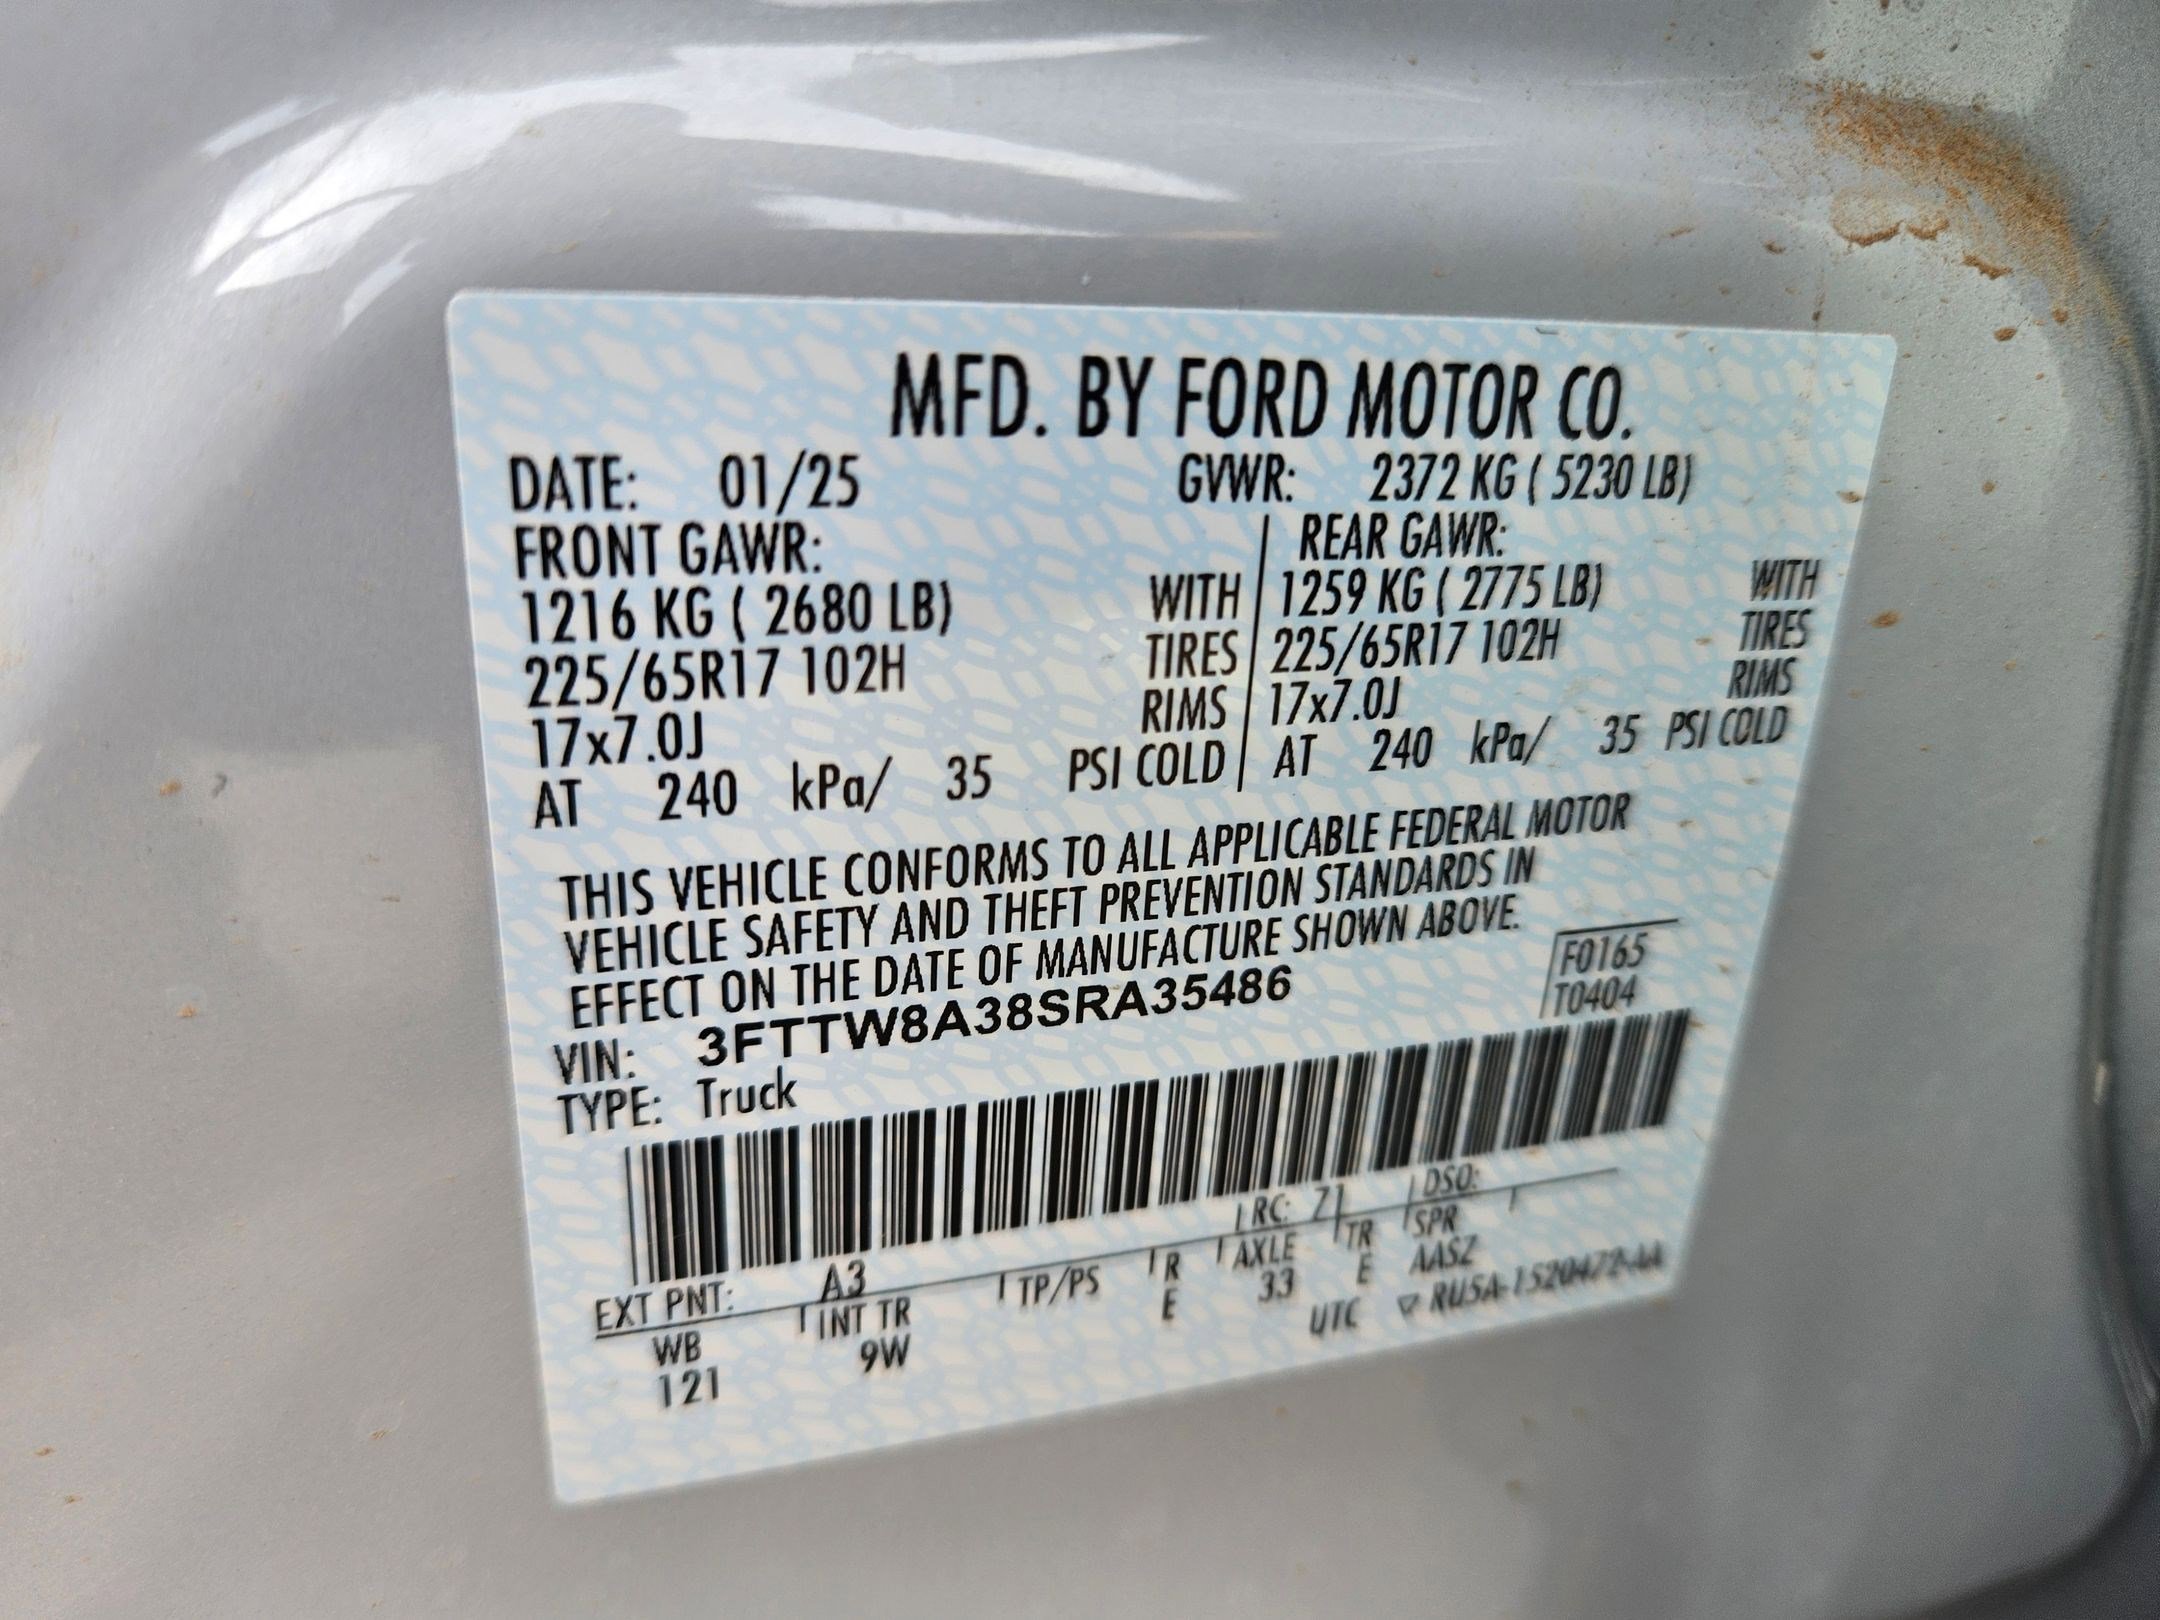 MFD. BY FORD MOTOR CO.
DATE: 01/25 GVWR: 2372 KG ( 5230 LB)
FRONT GAWR: REAR GAWR:
1216 KG ( 2680 LB) WITH 1259 KG ( 2775 LB) WITH
225/65R17 102H TIRES 225/65R17 102H TIRES
17x7.0J RIMS 17x7.0J RIMS
AT 240 kPa/ 35 PSI COLD AT 240 kPa/ 35 PSI COLD
THIS VEHICLE CONFORMS TO ALL APPLICABLE FEDERAL MOTOR
VEHICLE SAFETY AND THEFT PREVENTION STANDARDS IN
EFFECT ON THE DATE OF MANUFACTURE SHOWN ABOVE.
F0165
T0404
VIN: 3FTTW8A38SRA35486
TYPE: Truck
EXT PNT: A3 RC: 71 DSO:
WB INT TR TP/PS R AXLE TR SPR
121 9W E 33 E AASZ
UTC ▽ RU5A-1520472-AA